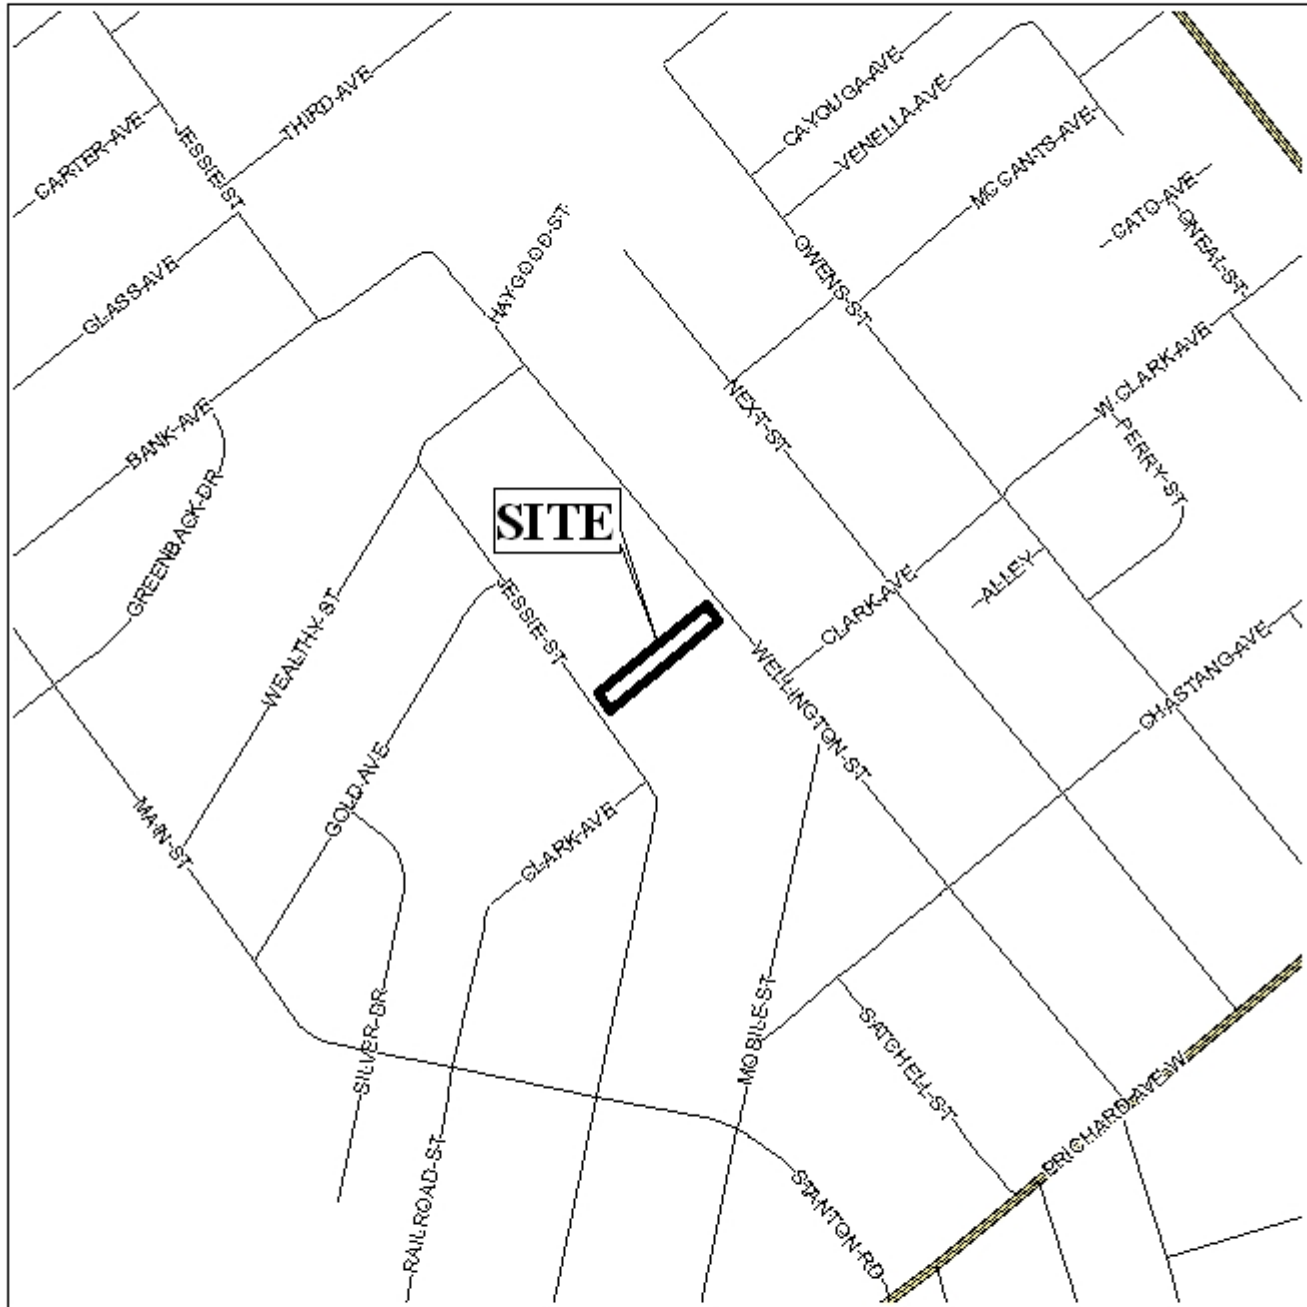 CAYOUGA AVE
THIRD AVE
VENELLA AVE
CARTER AVE
JESSIE ST
MCCANTS AVE
CATO AVE
ONEAL ST
HAYGOOD ST
GLASS AVE
OWENS ST
W CLARK AVE
BANK AVE
NEXT ST
PERRY ST
GREENBACK DR
SITE
ALLEY
CLARK AVE
JESSIE ST
WEALTHY ST
CHASTANG AVE
WELLINGTON ST
GOLD AVE
MAIN ST
CLARK AVE
SILVER DR
MOBILE ST
SATCHELL ST
PRICHARD AVE W
RAILROAD ST
STANTON RD